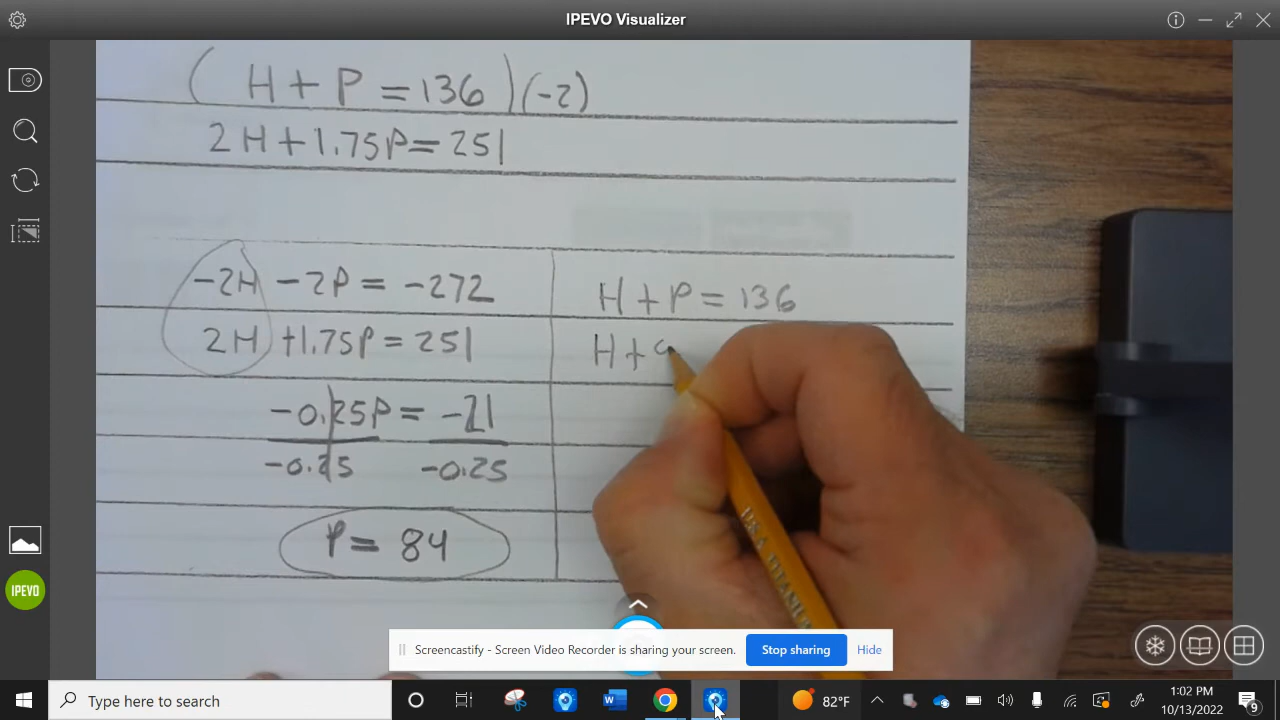 IPEVO Visualizer
( H + P = 136 ) (-2)
2H + 1.75P = 251
-2H - 2P = -272
2H + 1.75P = 251
-0.25P = -21
-0.25 -0.25
P = 84
H + P = 136
H +
IPEVO
Screencastify - Screen Video Recorder is sharing your screen.
Stop sharing
Hide
Type here to search
82°F
1:02 PM
10/13/2022
9